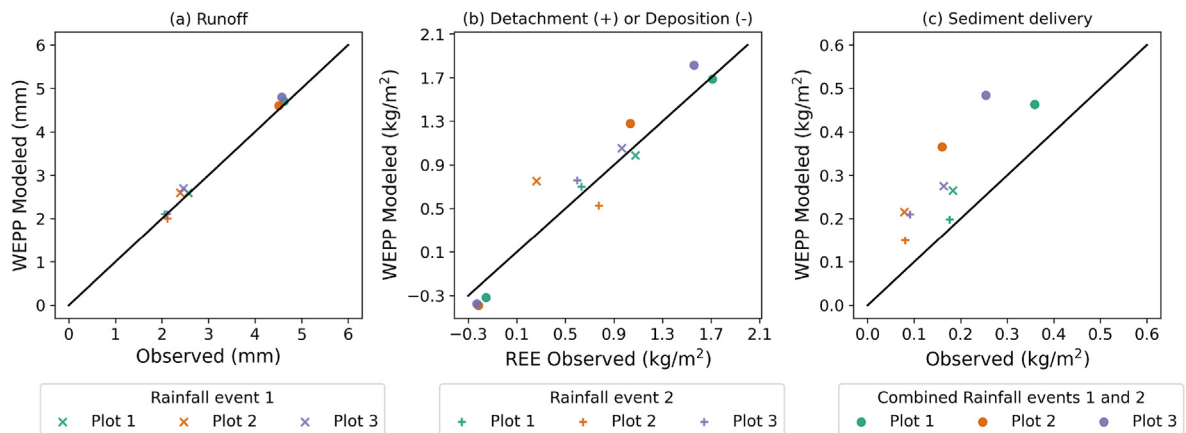 (a) Runoff
6
5
4
3
2
1
0
WEPP Modeled (mm)
0 1 2 3 4 5 6
Observed (mm)
(b) Detachment (+) or Deposition (-)
2.1
1.7
1.3
0.9
0.5
0.1
−0.3
WEPP Modeled (kg/m²)
−0.3 0.1 0.5 0.9 1.3 1.7 2.1
REE Observed (kg/m²)
(c) Sediment delivery
0.6
0.5
0.4
0.3
0.2
0.1
0.0
WEPP Modeled (kg/m²)
0.0 0.1 0.2 0.3 0.4 0.5 0.6
Observed (kg/m²)
Rainfall event 1
Plot 1 Plot 2 Plot 3
Rainfall event 2
Plot 1 Plot 2 Plot 3
Combined Rainfall events 1 and 2
Plot 1 Plot 2 Plot 3